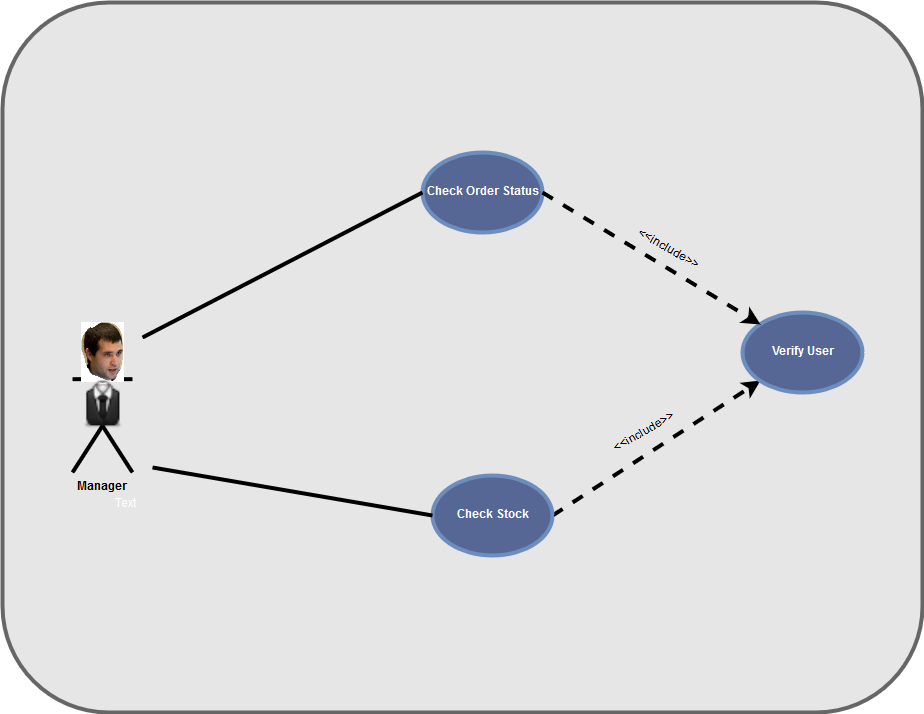 Check Order Status
<<include>>
Verify User
<<include>>
Manager
Text
Check Stock